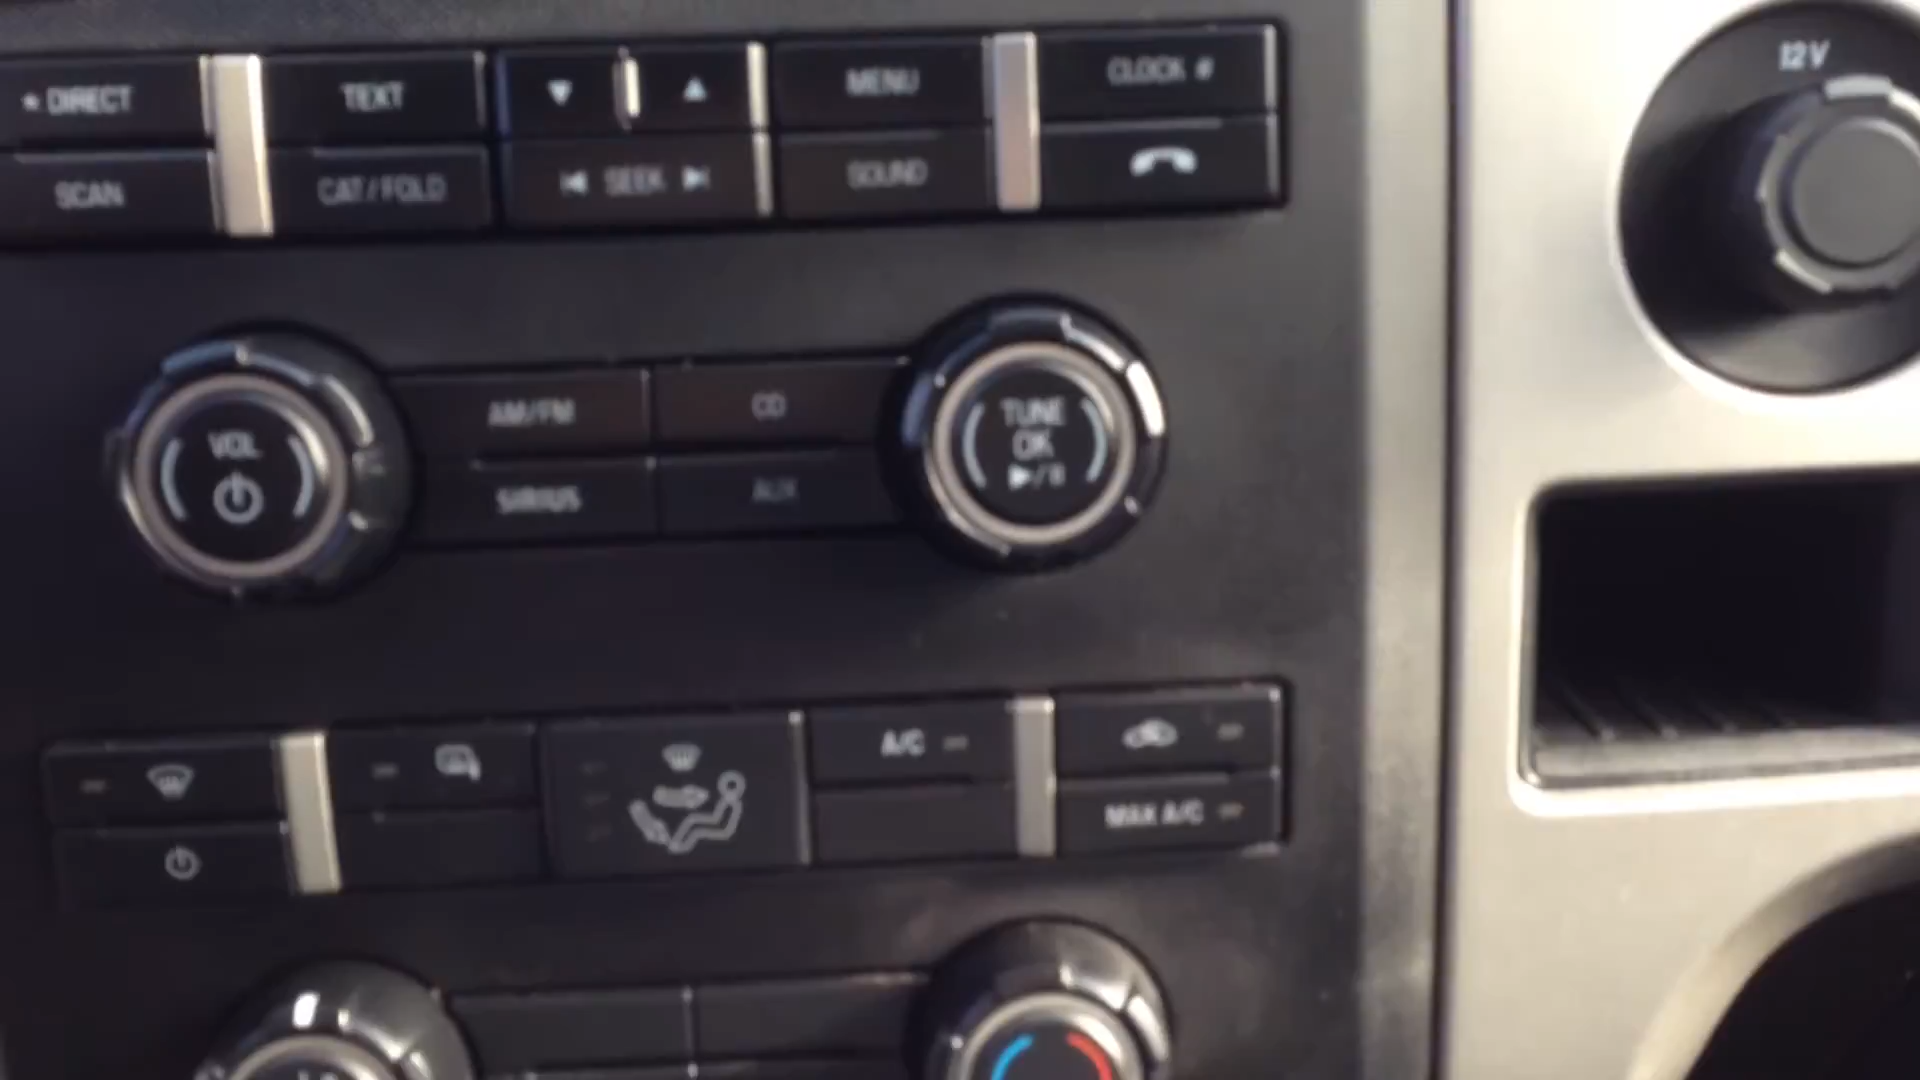 DIRECT TEXT MENU CLOCK #
SCAN CAT/FOLD SEEK SOUND
12V
VOL
AM/FM CD
SIRIUS AUX
TUNE
OK
A/C
MAX A/C